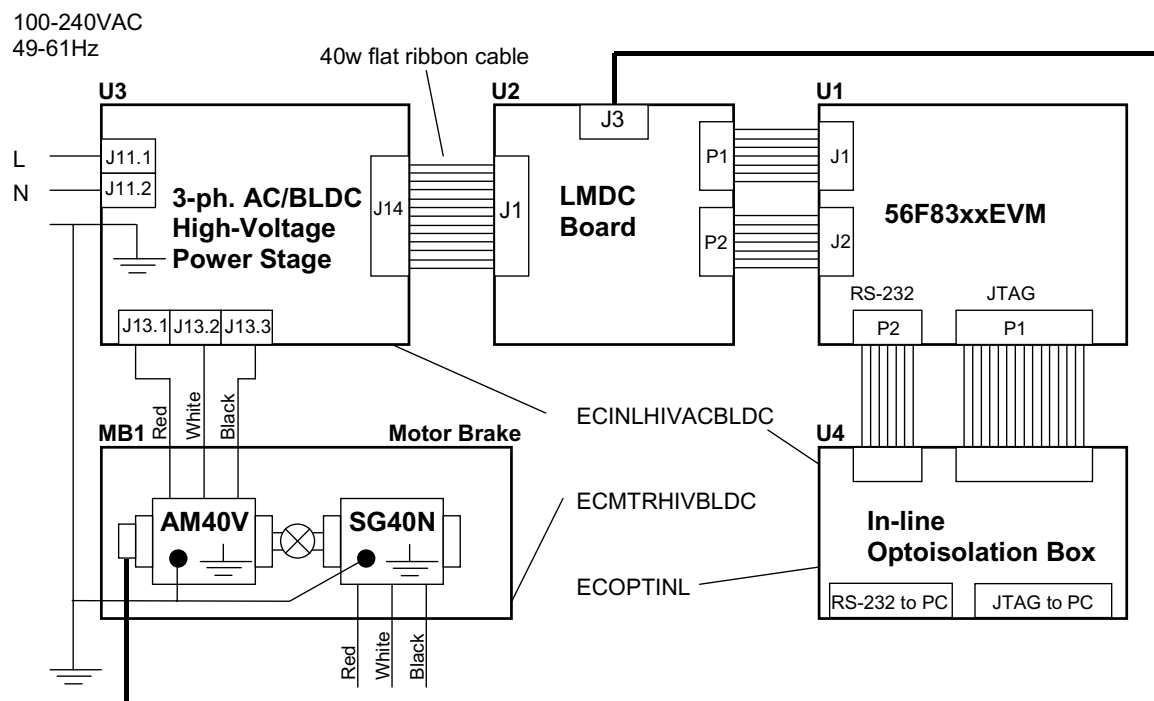 100-240VAC
49-61Hz
40w flat ribbon cable
U3
U2
U1
L
N
J11.1
J11.2
3-ph. AC/BLDC
High-Voltage
Power Stage
J14
J13.1
J13.2
J13.3
J1
J3
LMDC
Board
P1
P2
J1
J2
56F83xxEVM
RS-232
JTAG
P2
P1
Red
White
Black
MB1
Motor Brake
AM40V
SG40N
Red
White
Black
ECINLHIVACBLDC
ECMTRHIVBLDC
ECOPTINL
U4
In-line
Optoisolation Box
RS-232 to PC
JTAG to PC